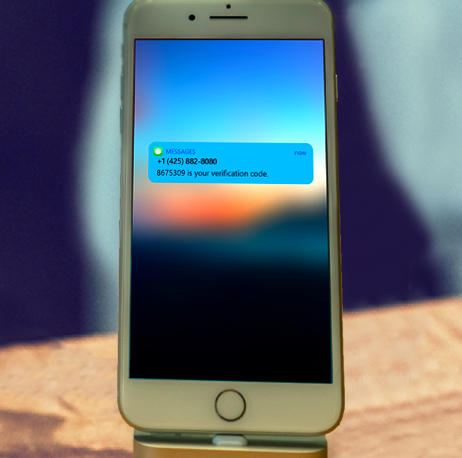 MESSAGES now
+1 (425) 882-8080
8675309 is your verification code.